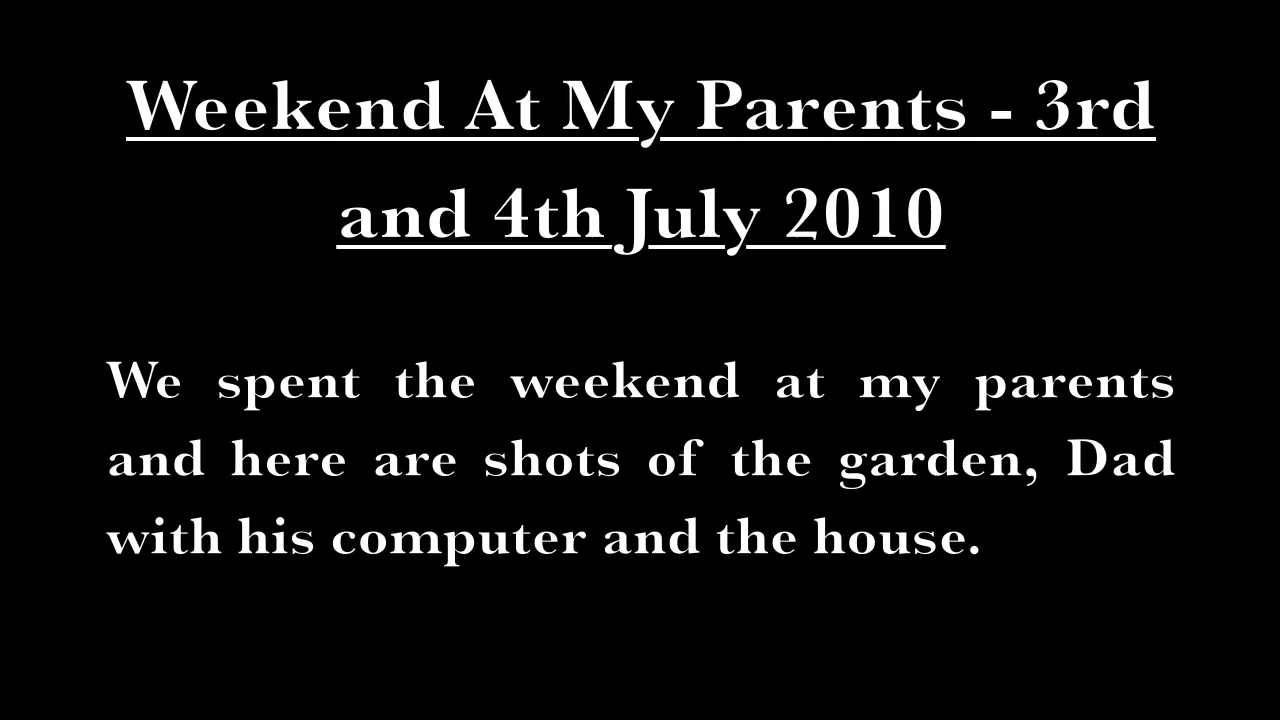 Weekend At My Parents - 3rd
and 4th July 2010
We spent the weekend at my parents
and here are shots of the garden, Dad
with his computer and the house.